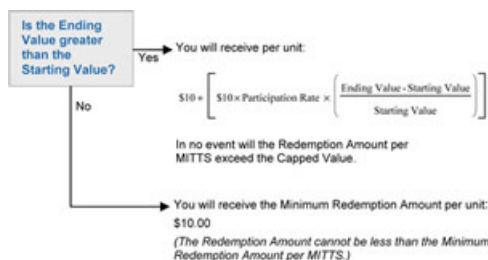 Is the Ending
Value greater
than the
Starting Value?
Yes
You will receive per unit:
$10 + [ $10 × Participation Rate × ( Ending Value - Starting Value
Starting Value ) ]
In no event will the Redemption Amount per
MITTS exceed the Capped Value.
No
You will receive the Minimum Redemption Amount per unit:
$10.00
(The Redemption Amount cannot be less than the Minimum
Redemption Amount per MITTS.)